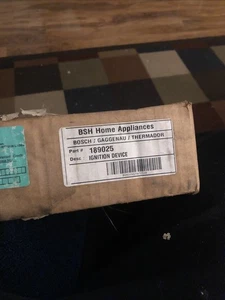 BSH Home Appliances
BOSCH / GAGGENAU / THERMADOR
Part # 189025
Desc. IGNITION DEVICE